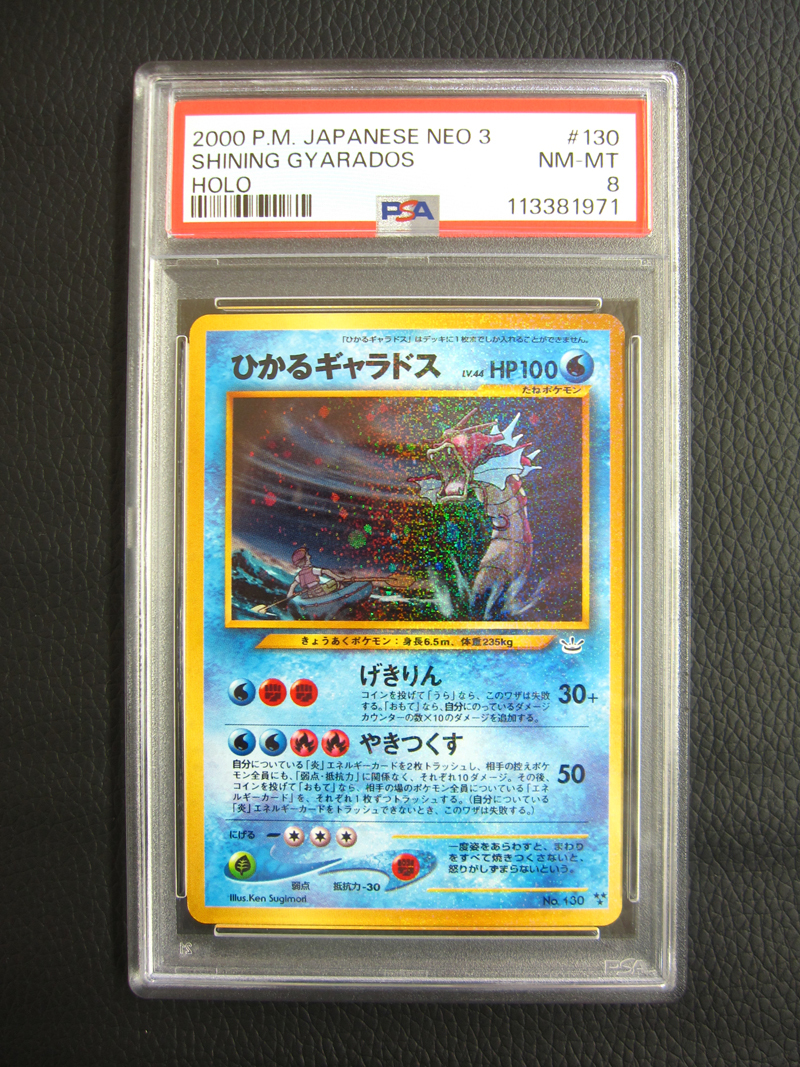 2000 P.M. JAPANESE NEO 3 #130
SHINING GYARADOS NM-MT
HOLO 8
PSA 113381971
「ひかるギャラドス」はデッキに1枚までしか入れることができません。
ひかるギャラドス LV.44 HP100
たねポケモン
きょうあくポケモン：身長6.5m、体重235kg
げきりん
コインを投げて「うら」なら、このワザは失敗
する。「おもて」なら、自分にのっているダメージ
カウンターの数×10のダメージを追加する。
30+
やきつくす
自分についている「炎」エネルギーカードを2枚トラッシュし、相手の控えポケ
モン全員にも、「弱点・抵抗力」に関係なく、それぞれ10ダメージ。その後、
コインを投げて「おもて」なら、相手の場のポケモン全員についている「エネ
ルギーカード」を、それぞれ1枚ずつトラッシュする。（自分についている
「炎」エネルギーカードをトラッシュできないとき、このワザは失敗する。）
50
にげる
弱点 抵抗力-30
一度姿をあらわすと、まわり
をすべて焼きつくさないと、
怒りがしずまらないという。
Illus.Ken Sugimori
No.130
PSA